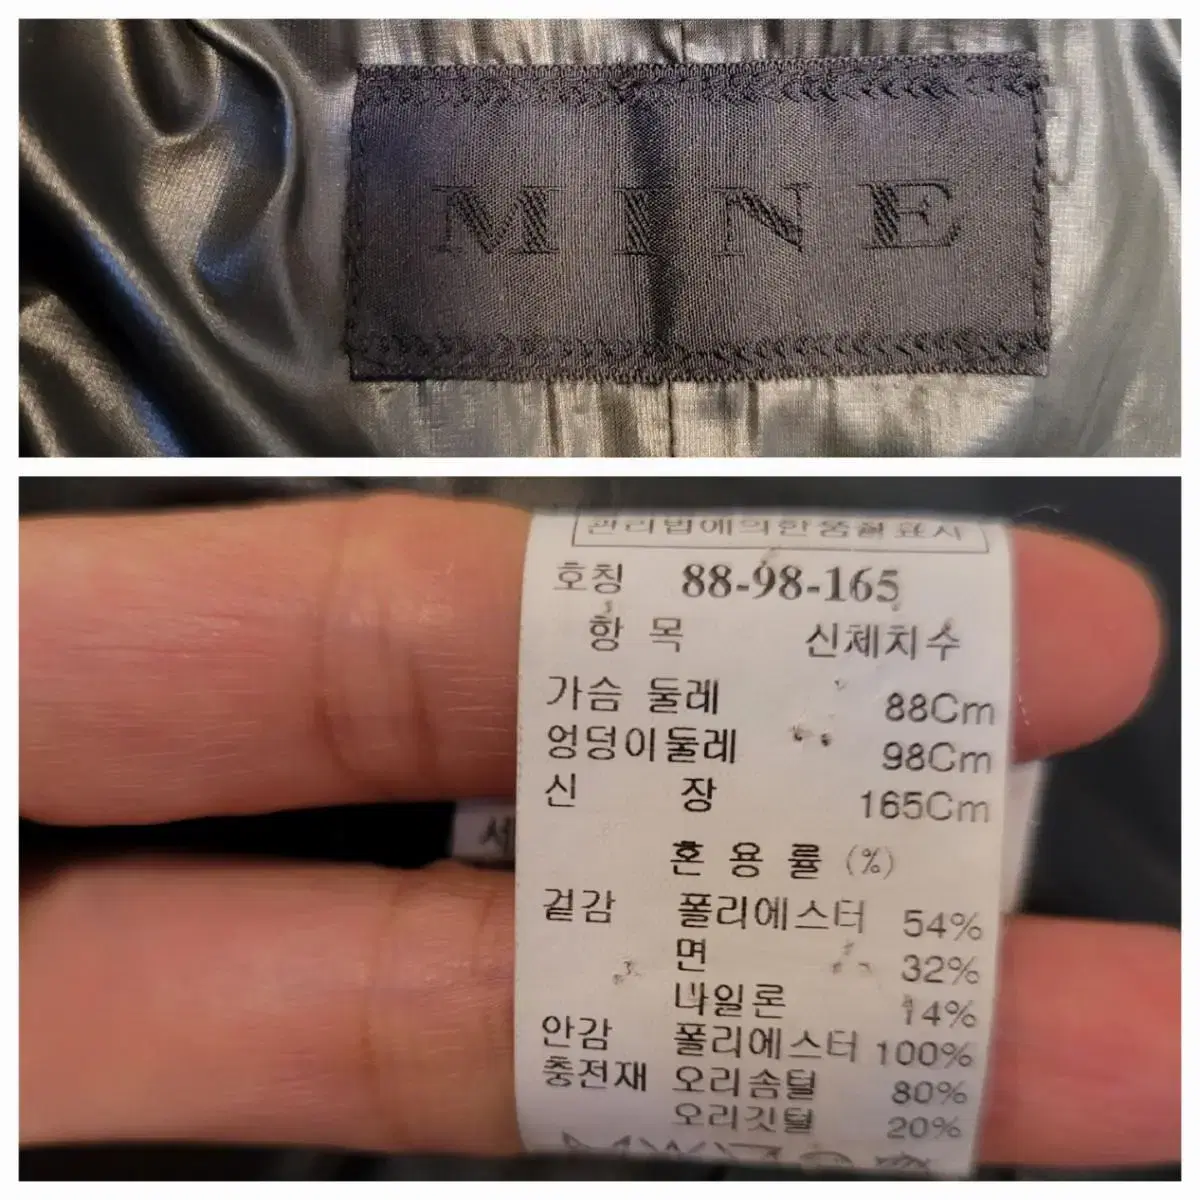 MINE
관리법에의한품질표시
호칭 88-98-165
항 목 신체치수
가슴 둘레 88Cm
엉덩이둘레 98Cm
신 장 165Cm
혼 용 률 (%)
겉감 폴리에스터 54%
면 32%
나일론 14%
안감 폴리에스터 100%
충전재 오리솜털 80%
오리깃털 20%